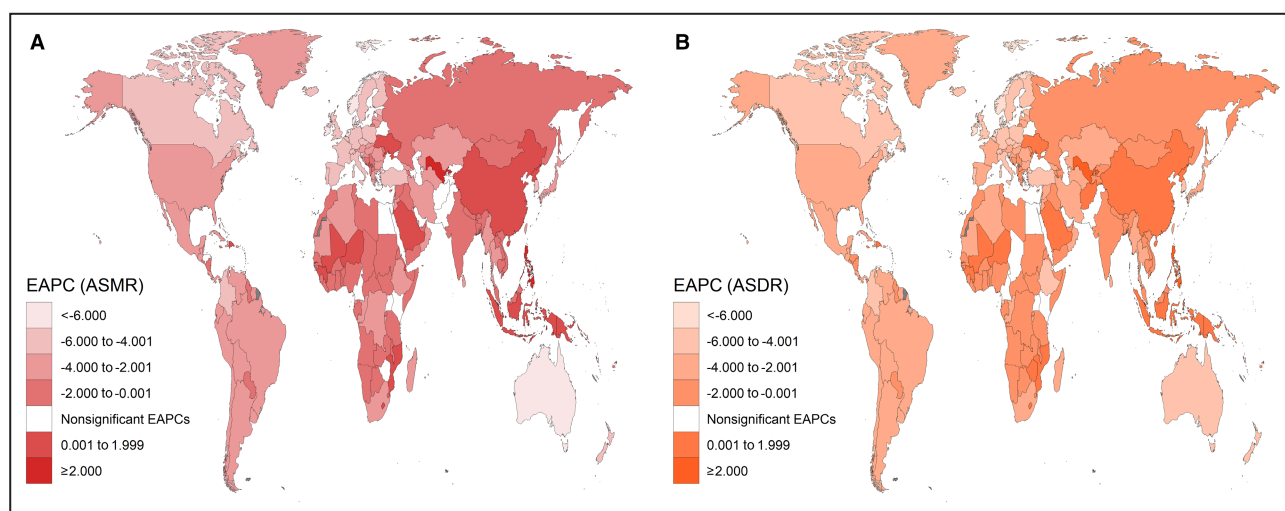 A
EAPC (ASMR)
<-6.000
-6.000 to -4.001
-4.000 to -2.001
-2.000 to -0.001
Nonsignificant EAPCs
0.001 to 1.999
≥2.000
B
EAPC (ASDR)
<-6.000
-6.000 to -4.001
-4.000 to -2.001
-2.000 to -0.001
Nonsignificant EAPCs
0.001 to 1.999
≥2.000